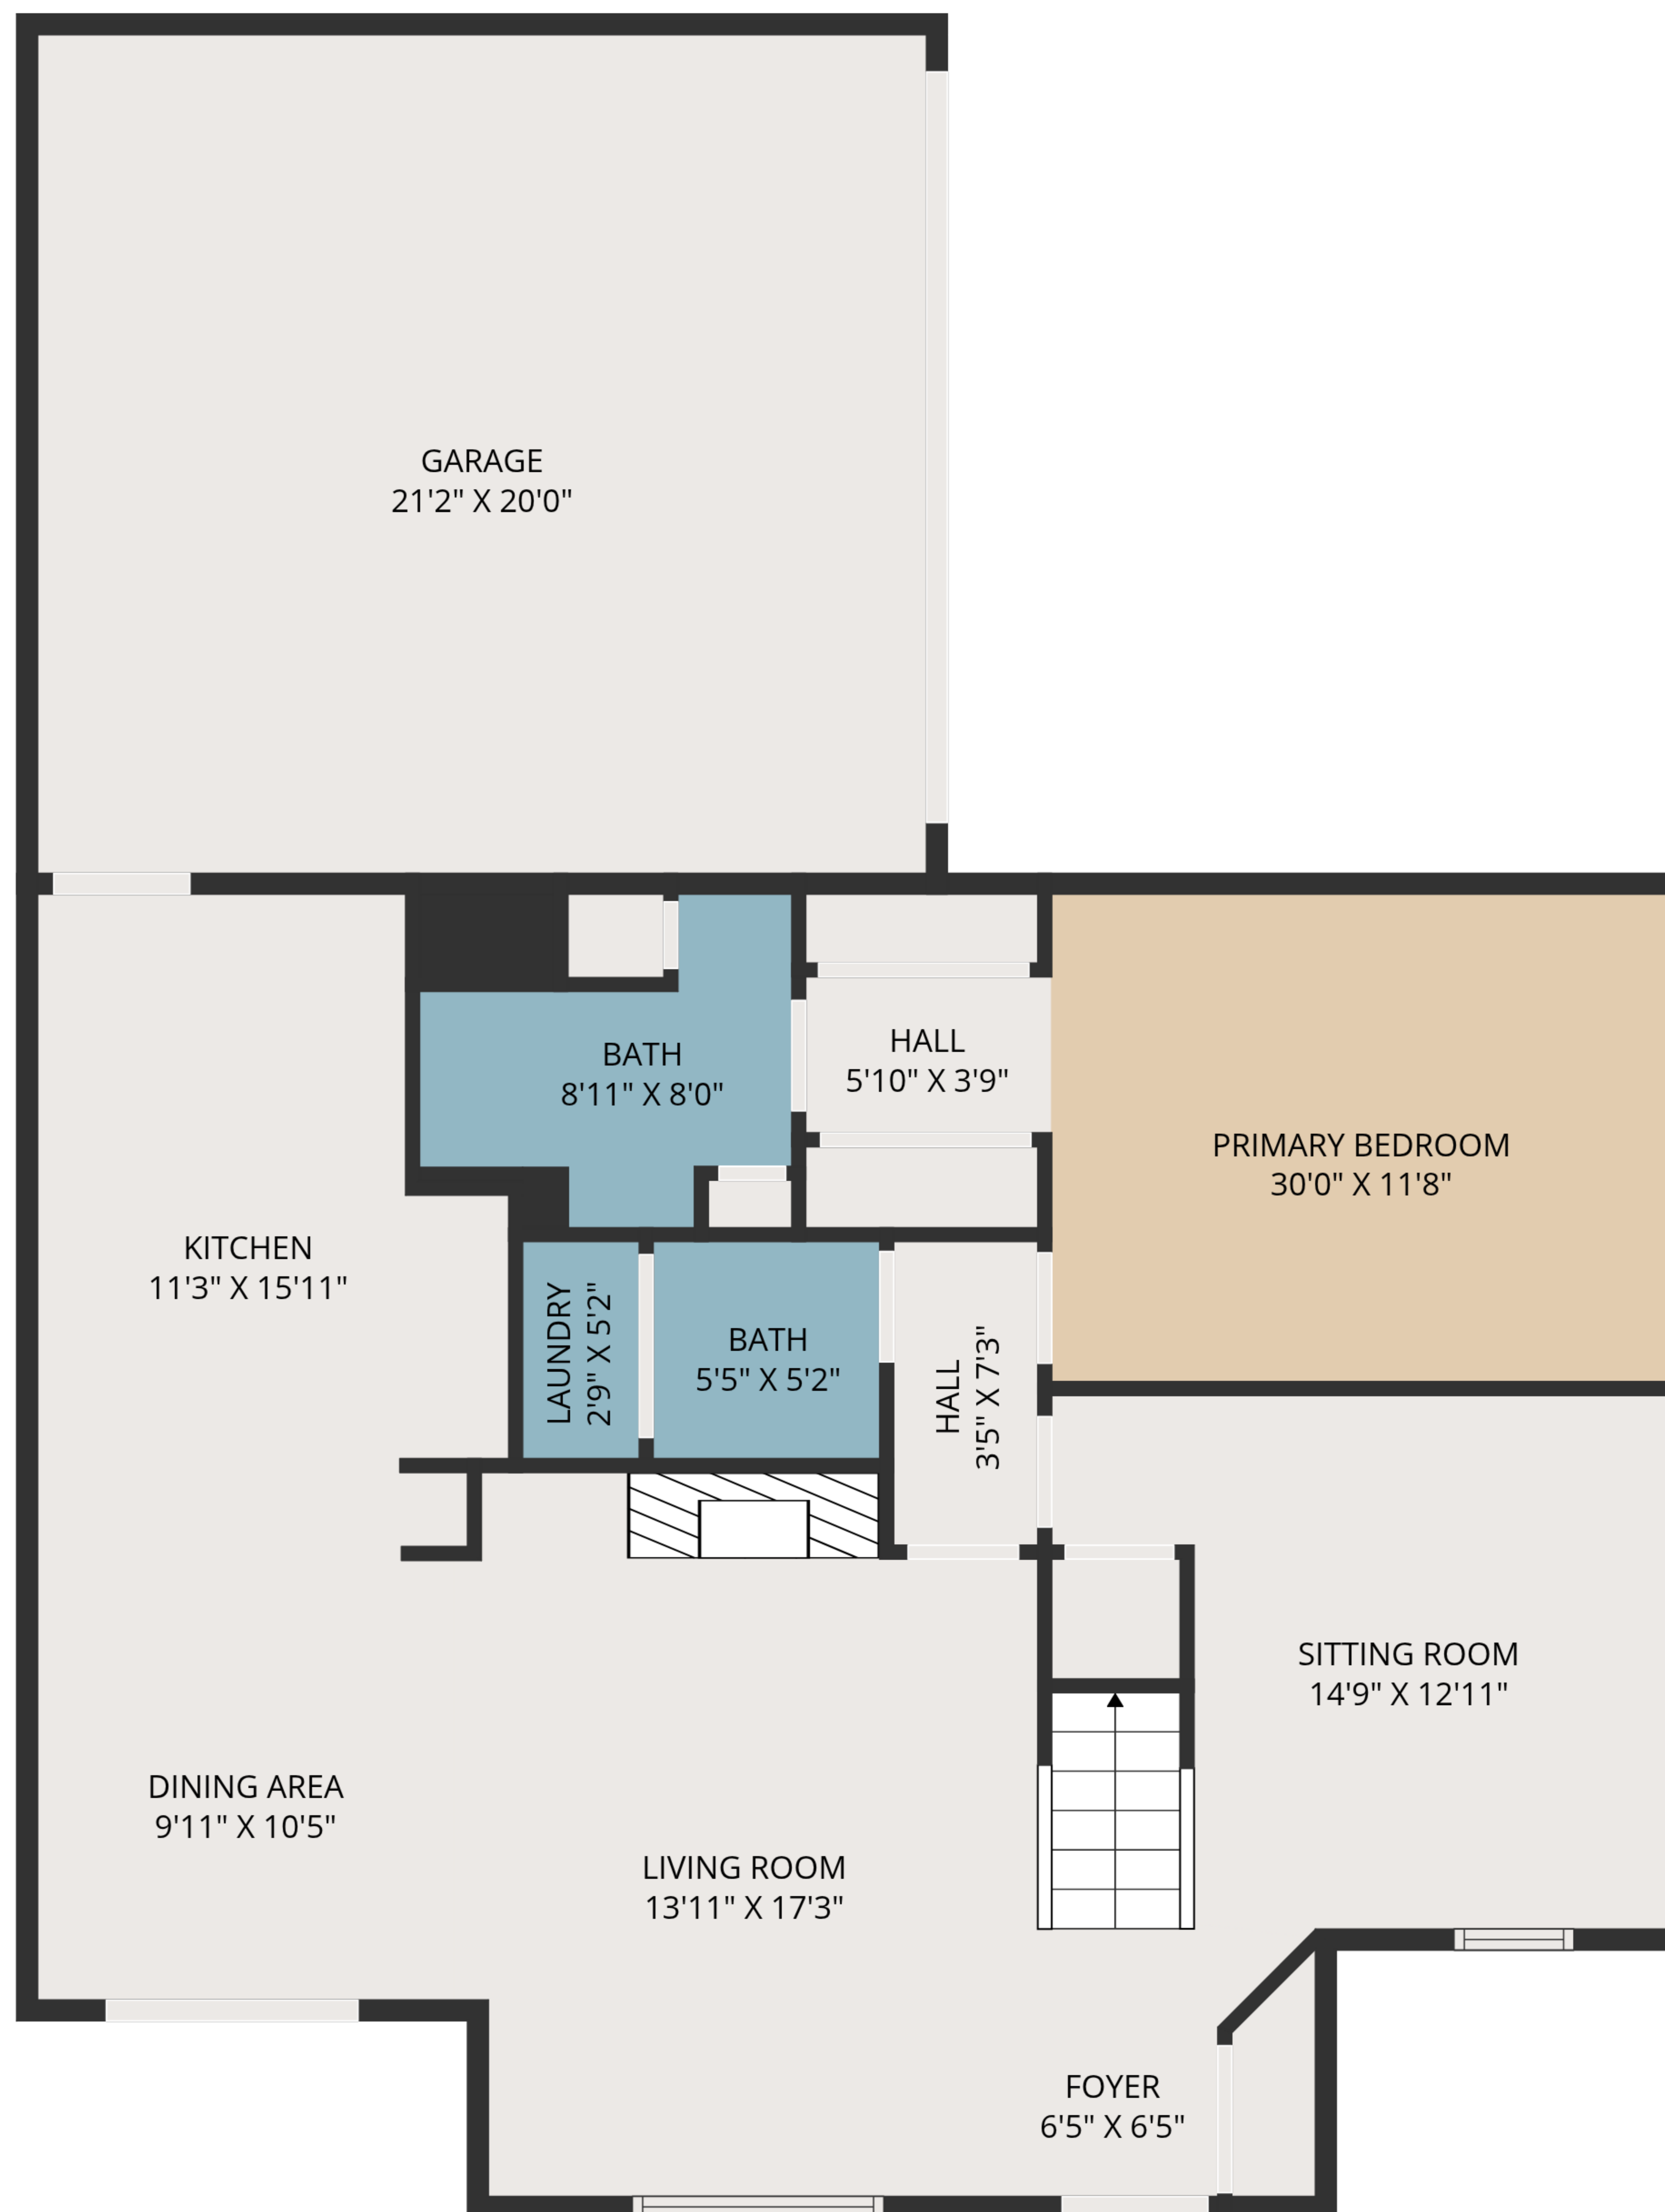 GARAGE
21'2" X 20'0"
BATH
8'11" X 8'0"
HALL
5'10" X 3'9"
PRIMARY BEDROOM
30'0" X 11'8"
KITCHEN
11'3" X 15'11"
LAUNDRY
2'9" X 5'2"
BATH
5'5" X 5'2"
HALL
3'5" X 7'3"
SITTING ROOM
14'9" X 12'11"
DINING AREA
9'11" X 10'5"
LIVING ROOM
13'11" X 17'3"
FOYER
6'5" X 6'5"